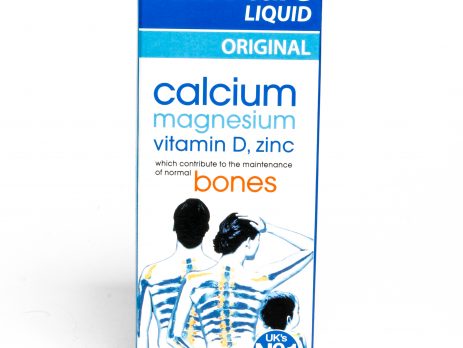 LIQUID
ORIGINAL
calcium
magnesium
vitamin D, zinc
which contribute to the maintenance
of normal bones
UK's